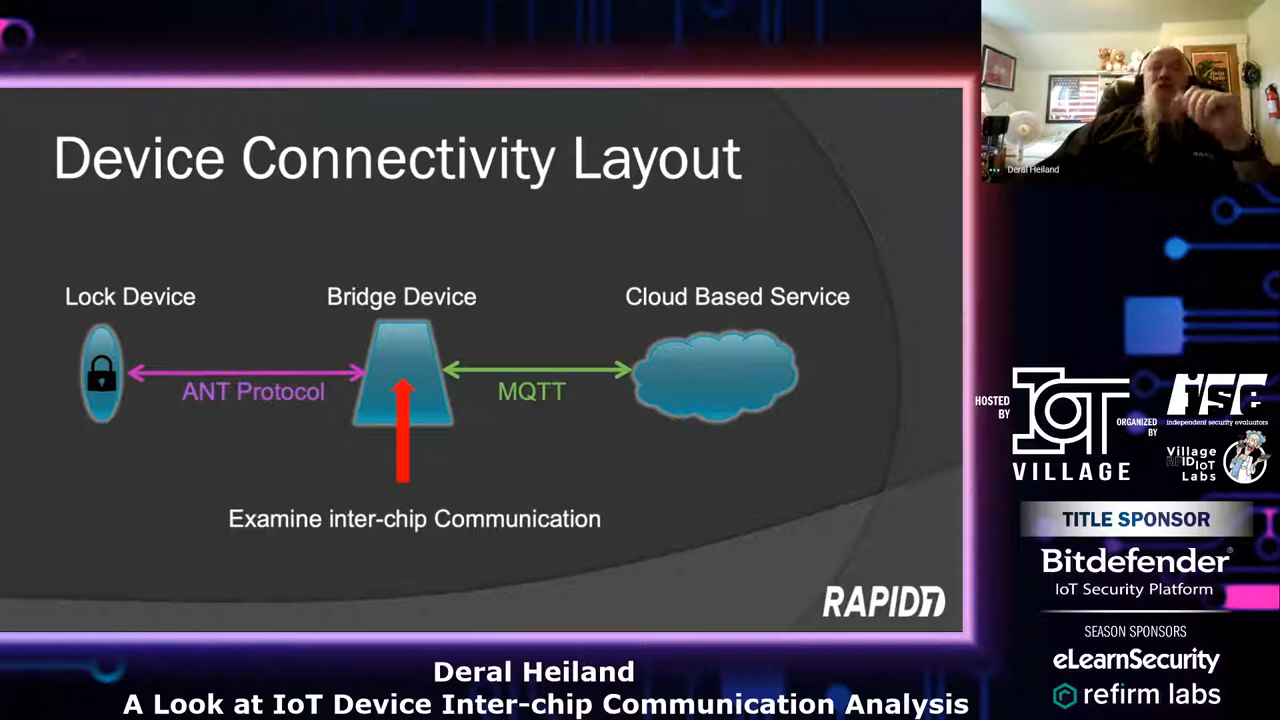 Device Connectivity Layout
Lock Device
Bridge Device
Cloud Based Service
ANT Protocol
MQTT
Examine inter-chip Communication
RAPID7
Deral Heiland
HOSTED
BY
IOT
VILLAGE
ORGANIZED
BY
ise
independent security evaluators
Village
IDIoT
Labs
TITLE SPONSOR
Bitdefender®
IoT Security Platform
SEASON SPONSORS
eLearnSecurity
refirm labs
Deral Heiland
A Look at IoT Device Inter-chip Communication Analysis